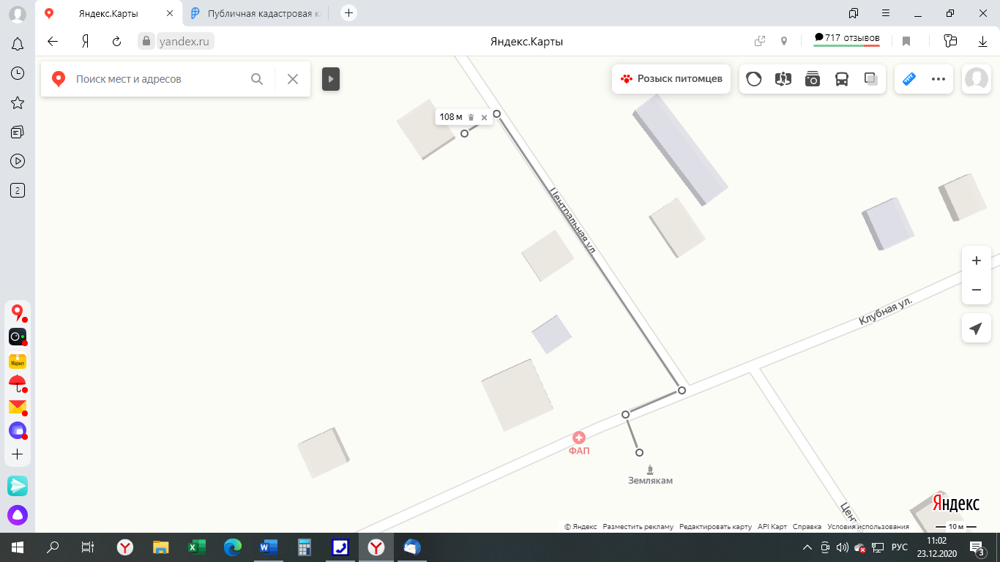 Яндекс.Карты
Публичная кадастровая к
yandex.ru
Яндекс.Карты
717 отзывов
Поиск мест и адресов
Розыск питомцев
108 м
Центральная ул.
Клубная ул.
2
Маркет
ФАП
Землякам
Цент
Яндекс
© Яндекс Разместить рекламу Редактировать карту API Карт Справка Условия использования
10 м
РУС
11:02
23.12.2020
3